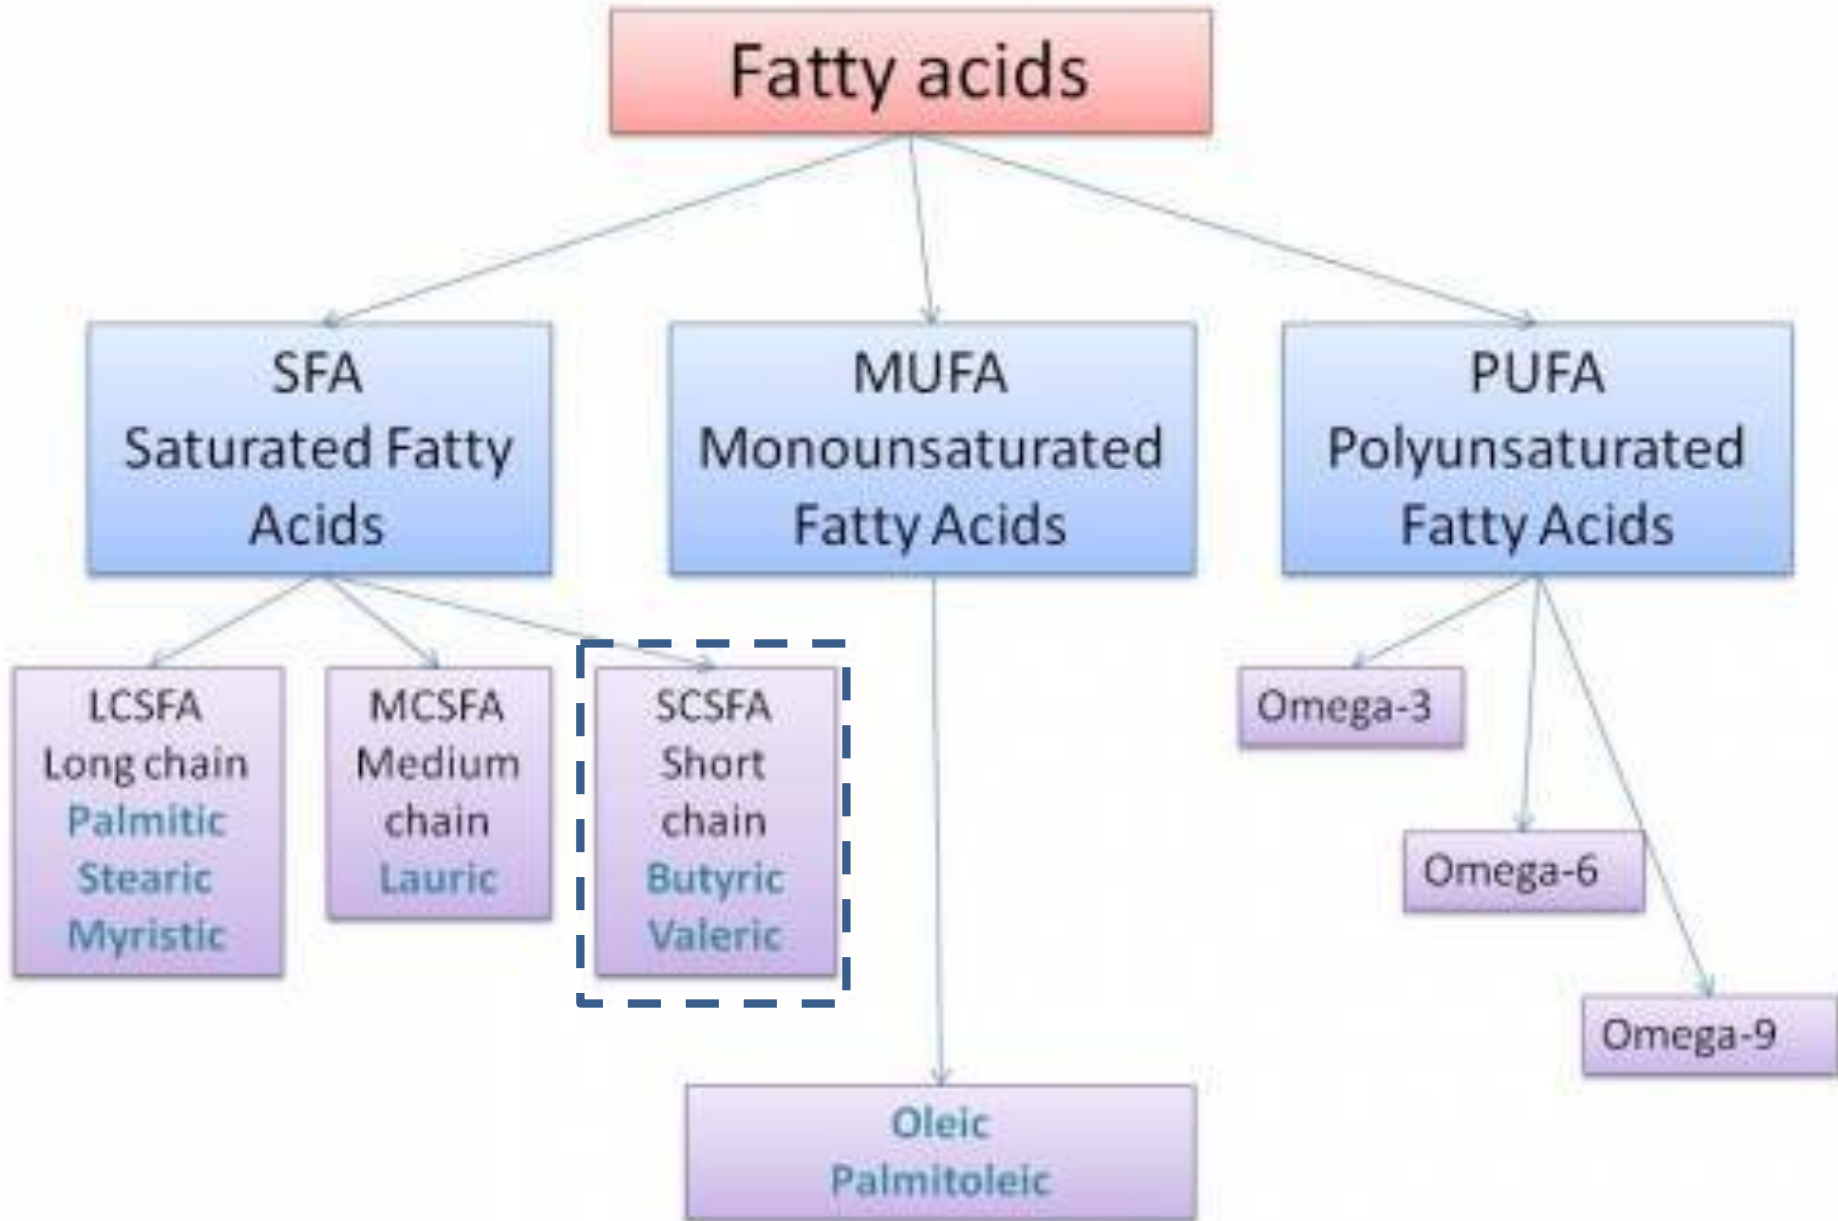 Fatty acids
SFA
Saturated Fatty
Acids
MUFA
Monounsaturated
Fatty Acids
PUFA
Polyunsaturated
Fatty Acids
LCSFA
Long chain
Palmitic
Stearic
Myristic
MCSFA
Medium
chain
Lauric
SCSFA
Short
chain
Butyric
Valeric
Omega-3
Omega-6
Omega-9
Oleic
Palmitoleic